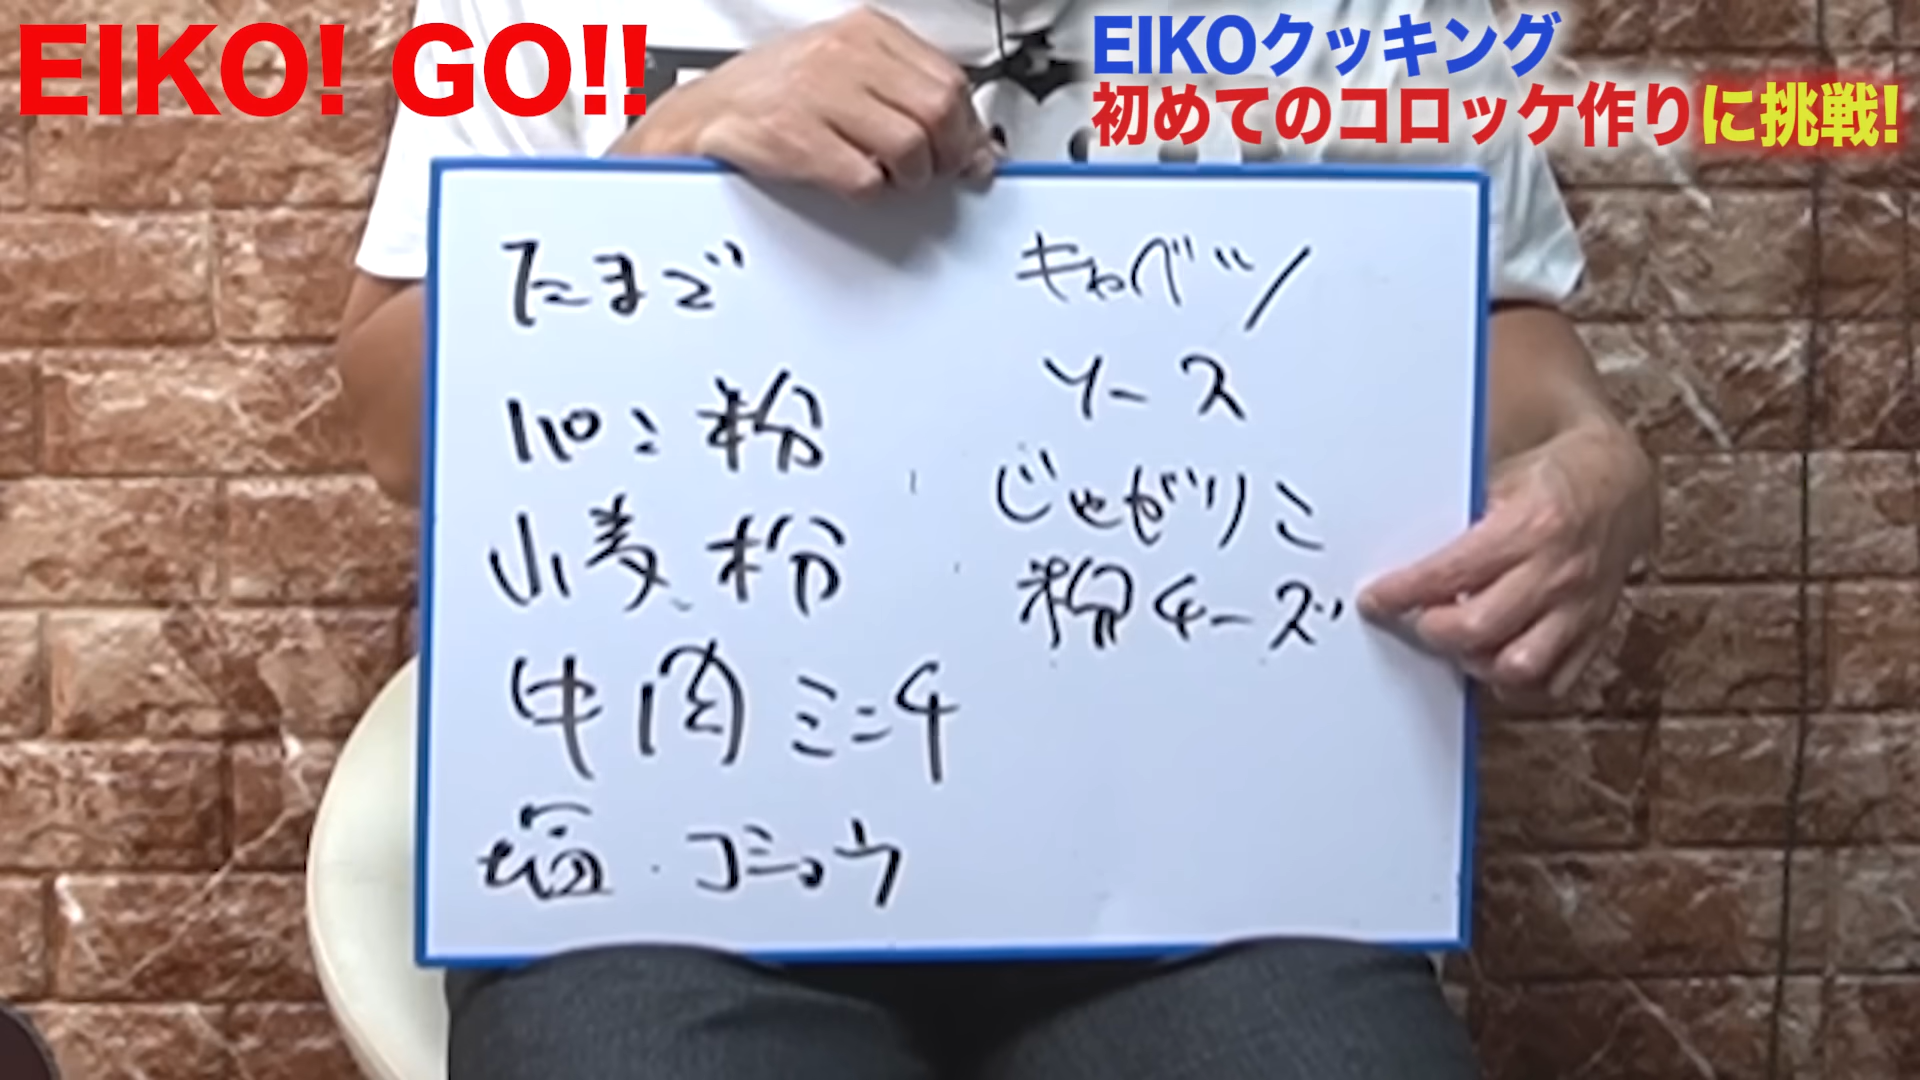 EIKO! GO!!
EIKOクッキング
初めてのコロッケ作りに挑戦!
たまご
パン粉
小麦粉
牛肉ミンチ
塩・コショウ
キャベツ
ソース
じゃがりこ
粉チーズ